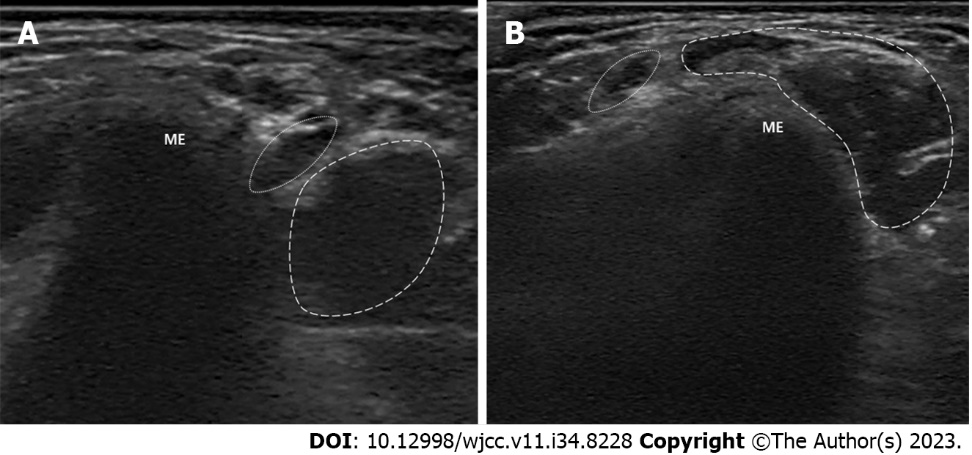 A
B
ME
ME
DOI: 10.12998/wjcc.v11.i34.8228 Copyright ©The Author(s) 2023.